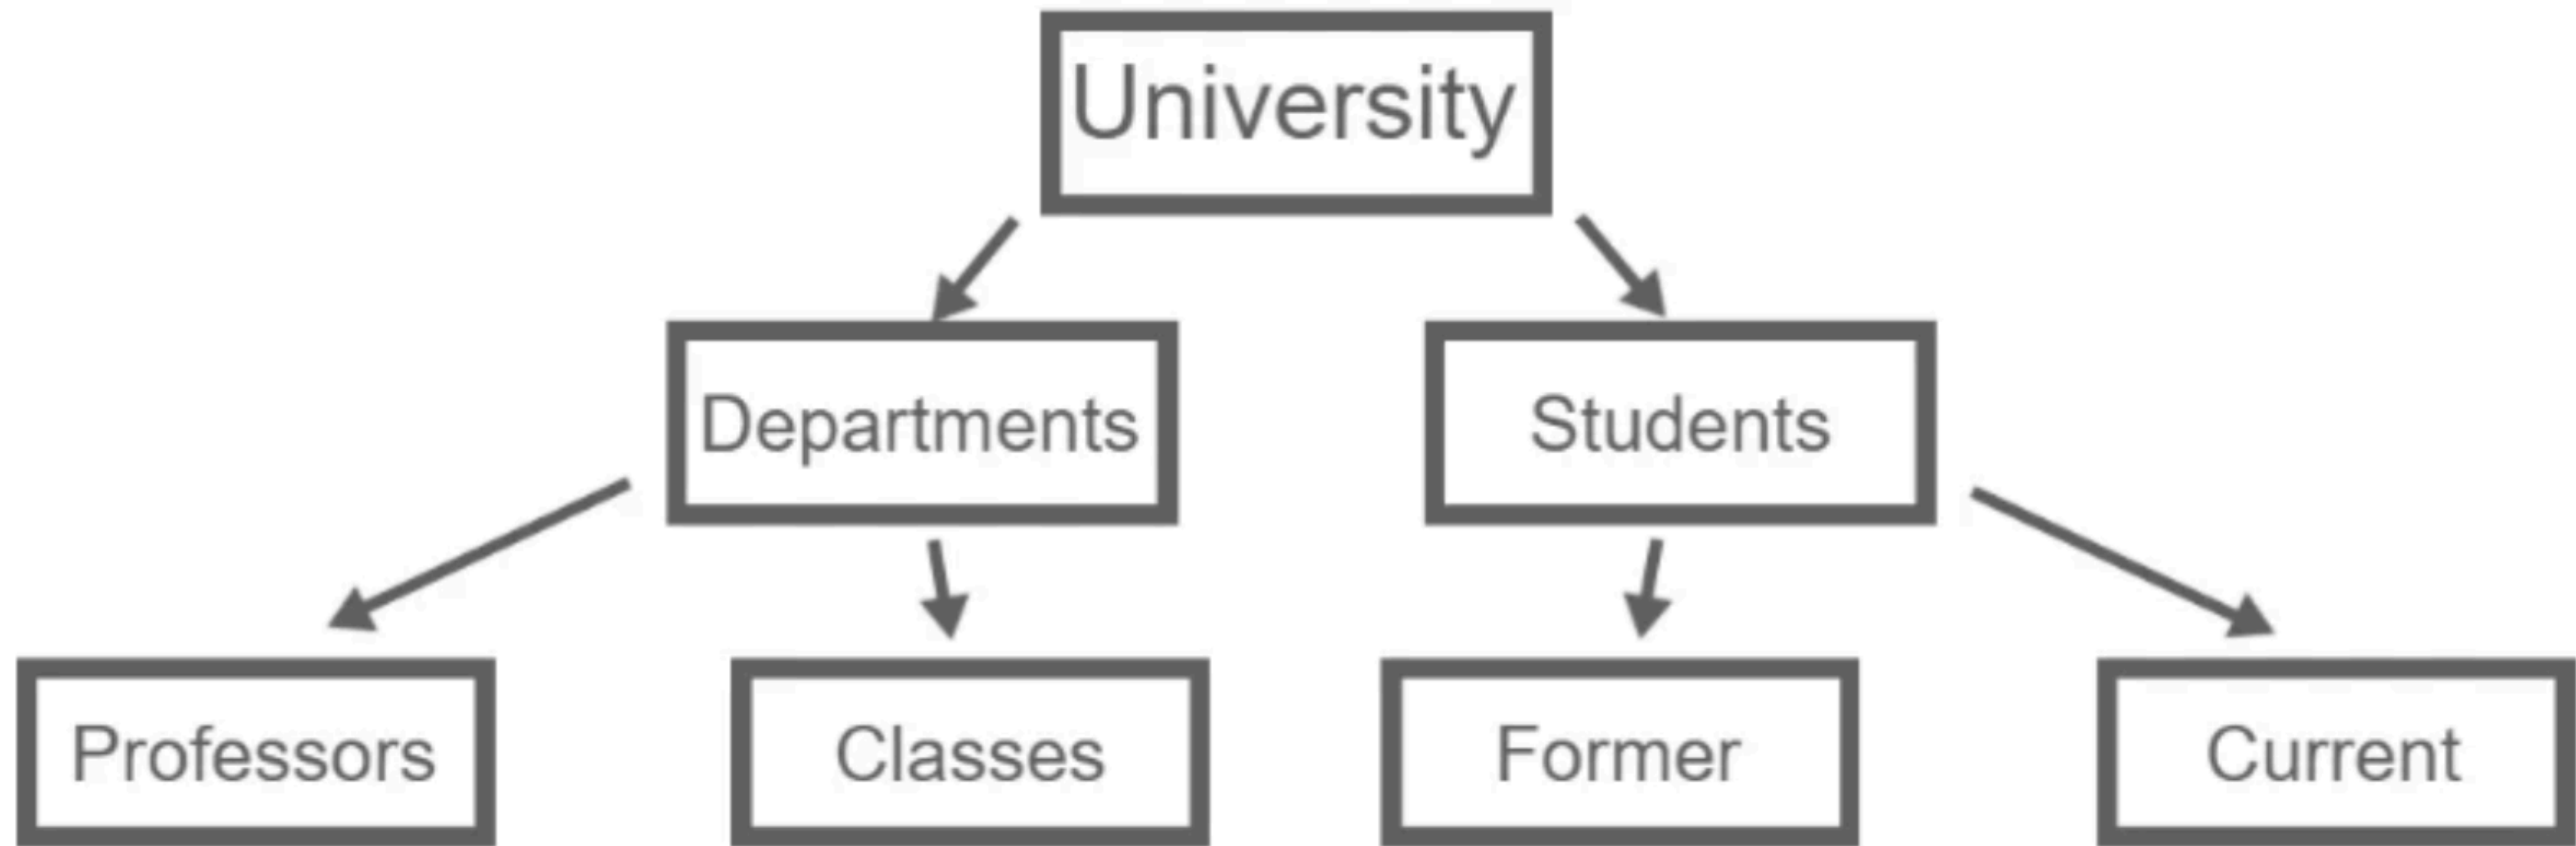 University
Departments
Students
Professors
Classes
Former
Current